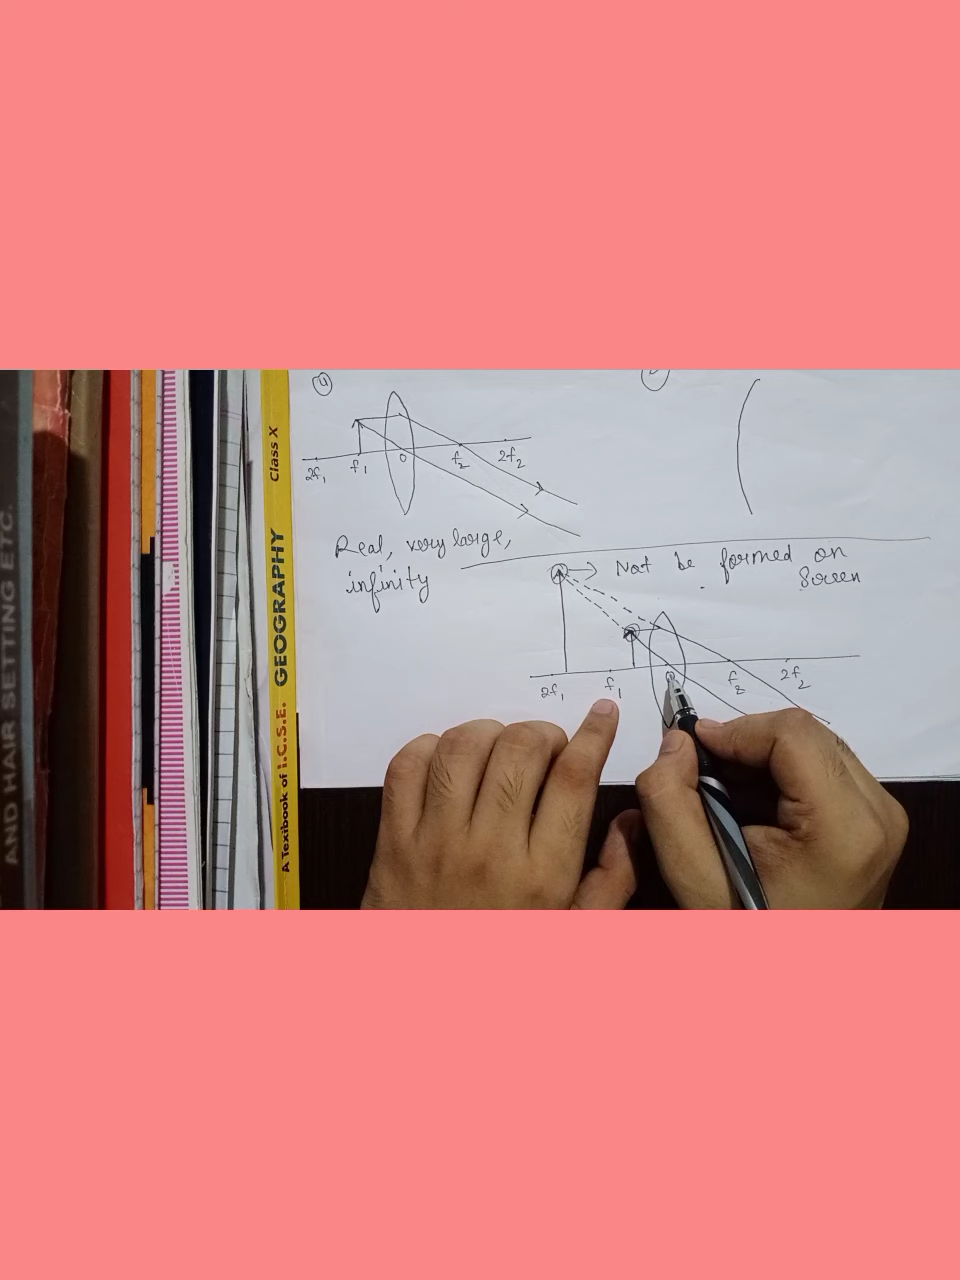 AND HAIR SETTING ETC.
A Textbook of I.C.S.E. GEOGRAPHY Class X
4
2f₁ f₁ O f₂ 2f₂
Real, very large,
infinity
Not be formed on
Screen
2f₁ f₁ f₂ 2f₂